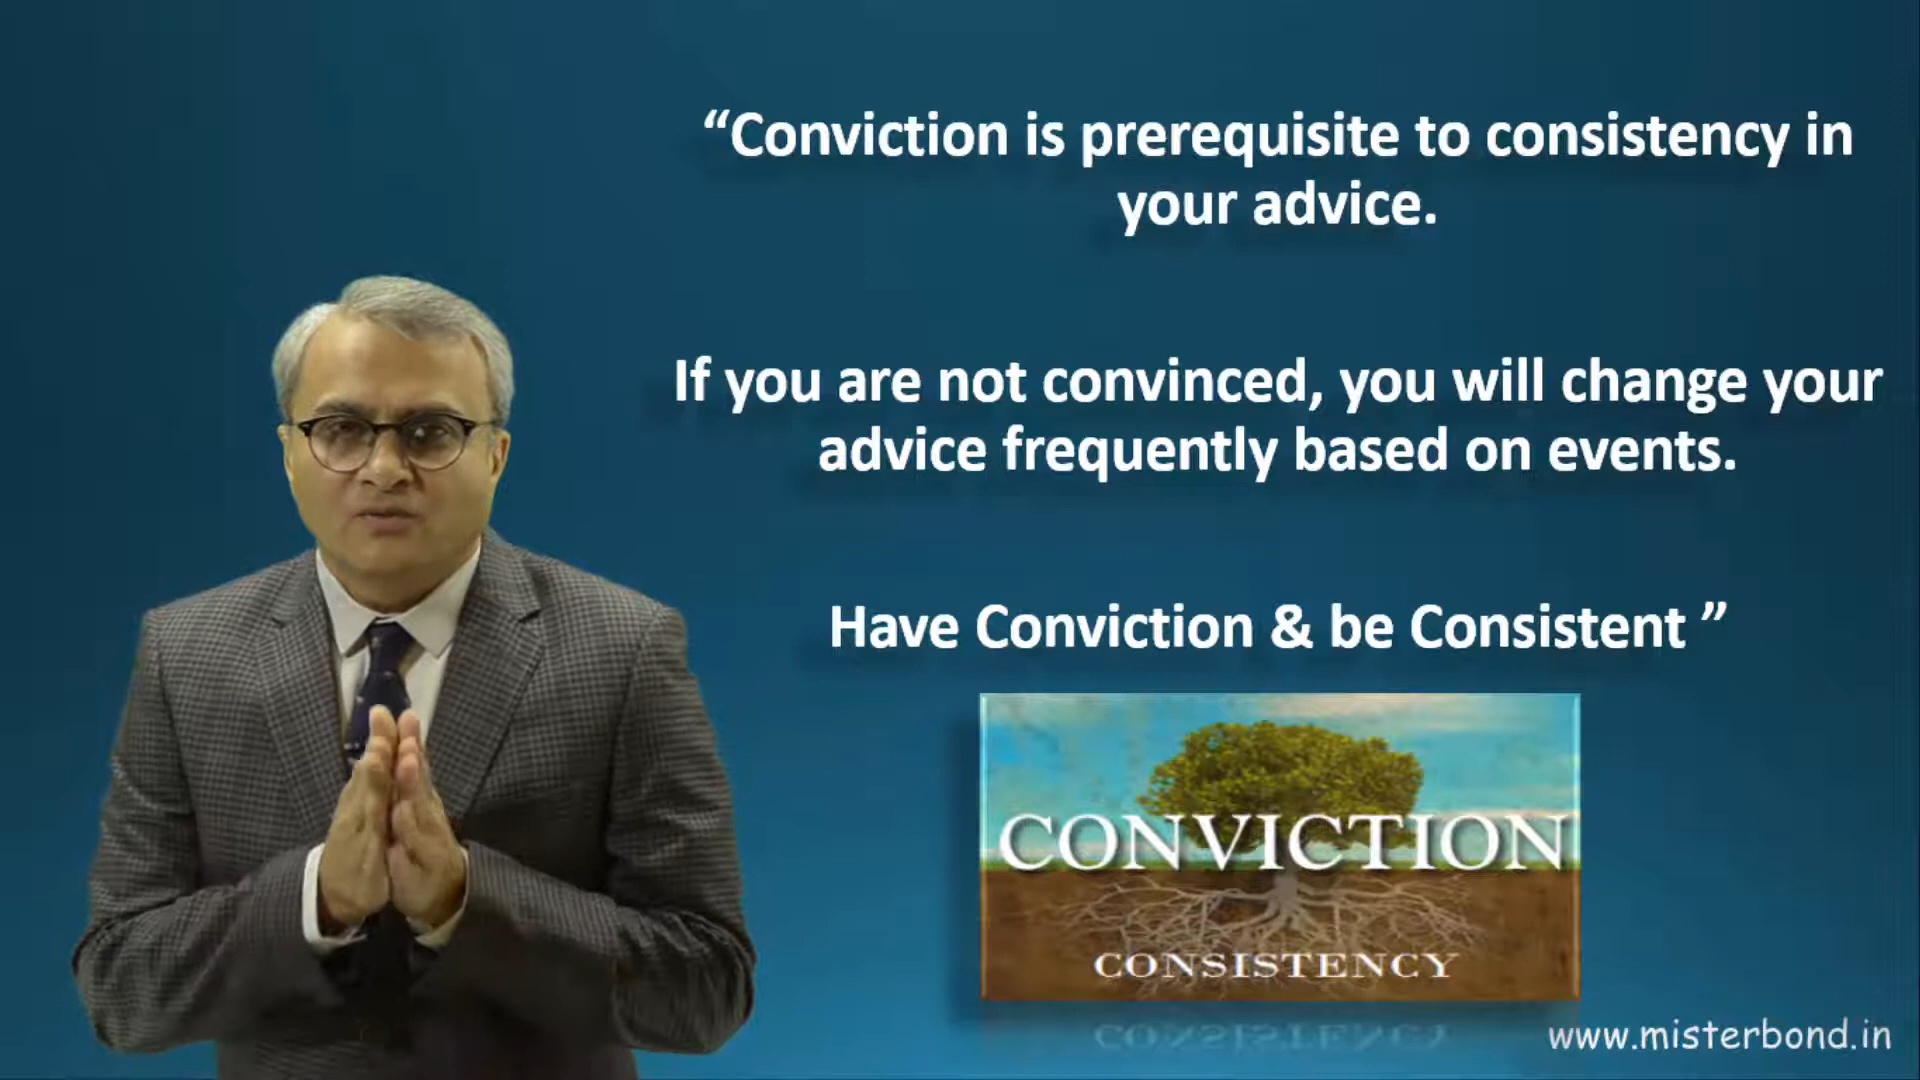 “Conviction is prerequisite to consistency in
your advice.
If you are not convinced, you will change your
advice frequently based on events.
Have Conviction & be Consistent ”
CONVICTION
CONSISTENCY
www.misterbond.in